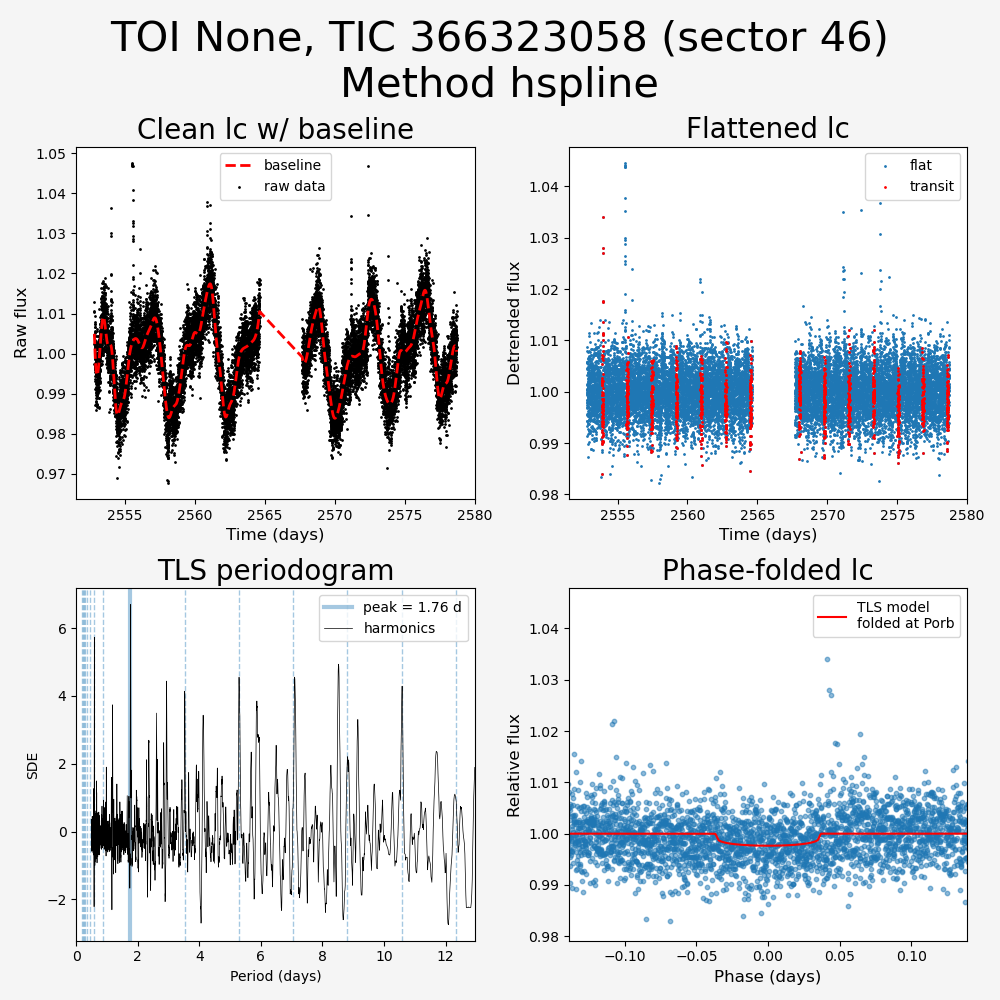 TOI None, TIC 366323058 (sector 46)
Method hspline
Clean lc w/ baseline
Flattened lc
baseline
raw data
flat
transit
1.05
1.04
1.03
1.02
1.01
1.00
0.99
0.98
0.97
Raw flux
2555
2560
2565
2570
2575
2580
Time (days)
1.04
1.03
1.02
1.01
1.00
0.99
0.98
Detrended flux
2555
2560
2565
2570
2575
2580
Time (days)
TLS periodogram
Phase-folded lc
peak = 1.76 d
harmonics
TLS model
folded at Porb
6
4
2
0
−2
SDE
0
2
4
6
8
10
12
Period (days)
1.04
1.03
1.02
1.01
1.00
0.99
0.98
Relative flux
−0.10
−0.05
0.00
0.05
0.10
Phase (days)